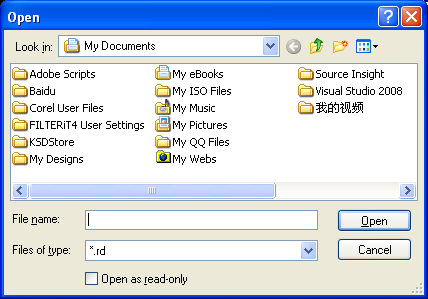 Open
Look in: My Documents
Adobe Scripts
Baidu
Corel User Files
FILTERiT4 User Settings
KSDStore
My Designs
My eBooks
My ISO Files
My Music
My Pictures
My QQ Files
My Webs
Source Insight
Visual Studio 2008
我的视频
File name:
Open
Files of type: *.rd
Cancel
Open as read-only